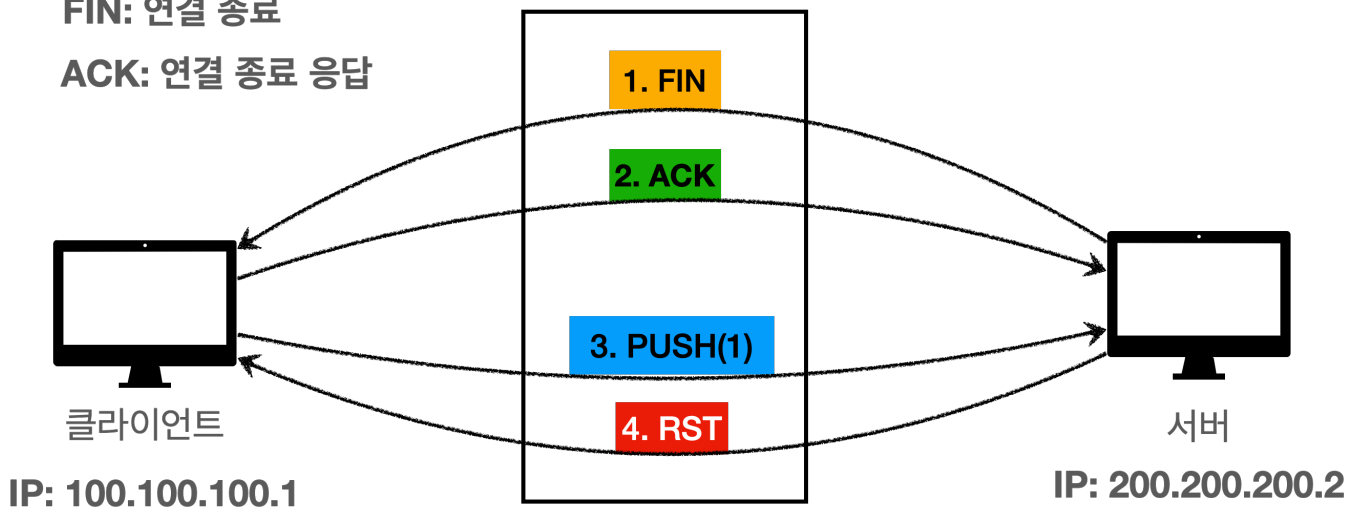 FIN: 연결 종료
ACK: 연결 종료 응답
1. FIN
2. ACK
3. PUSH(1)
4. RST
클라이언트
서버
IP: 100.100.100.1
IP: 200.200.200.2